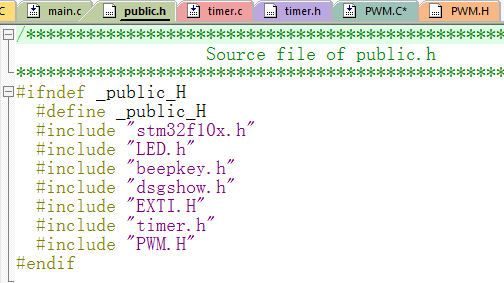 C main.c public.h timer.c timer.h PWM.C* PWM.H
/************************************************
Source file of public.h
*************************************************
#ifndef _public_H
#define _public_H
#include "stm32f10x.h"
#include "LED.h"
#include "beepkey.h"
#include "dsgshow.h"
#include "EXTI.H"
#include "timer.h"
#include "PWM.H"
#endif